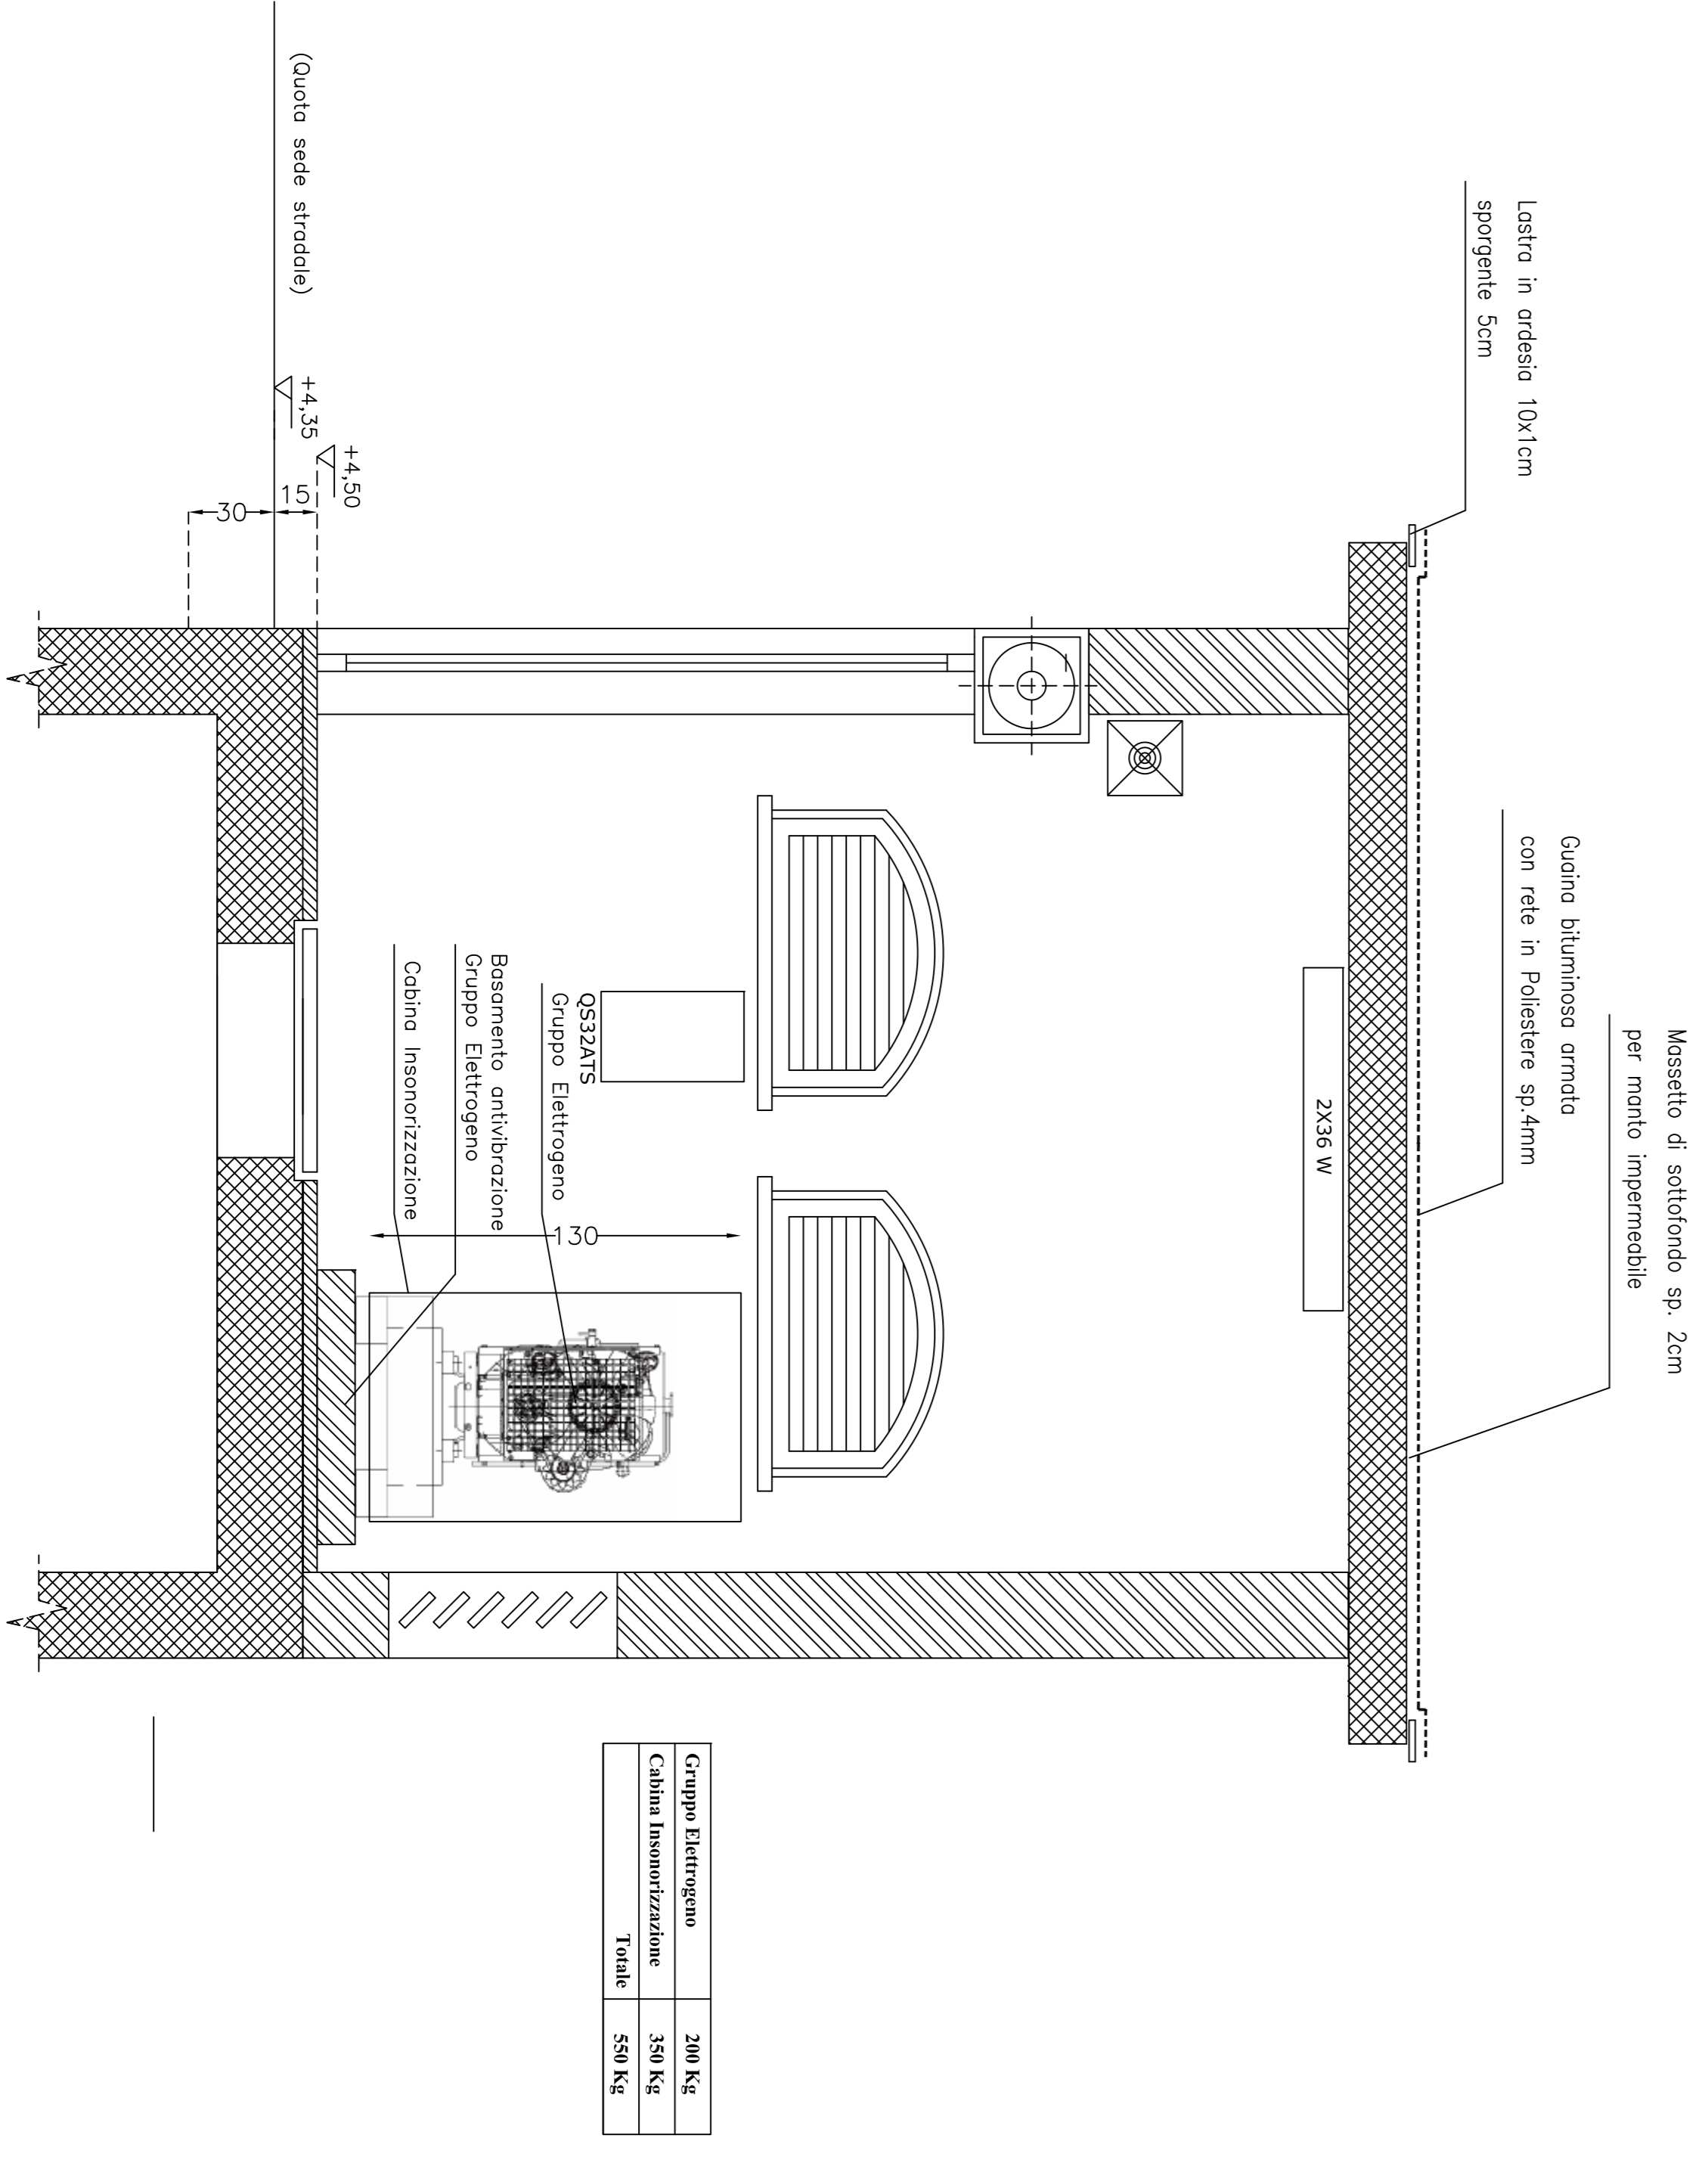 Massetto di sottofondo sp. 2cm
per manto impermeabile
Guaina bituminosa armata
con rete in Poliestere sp.4mm
Lastra in ardesia 10x1cm
sporgente 5cm
2X36 W
QS32ATS
Gruppo Elettrogeno
Basamento antivibrazione
Gruppo Elettrogeno
Cabina Insonorizzazione
130
+4,50
+4,35
15
30
(Quota sede stradale)
Gruppo Elettrogeno 200 Kg
Cabina Insonorizzazione 350 Kg
Totale 550 Kg